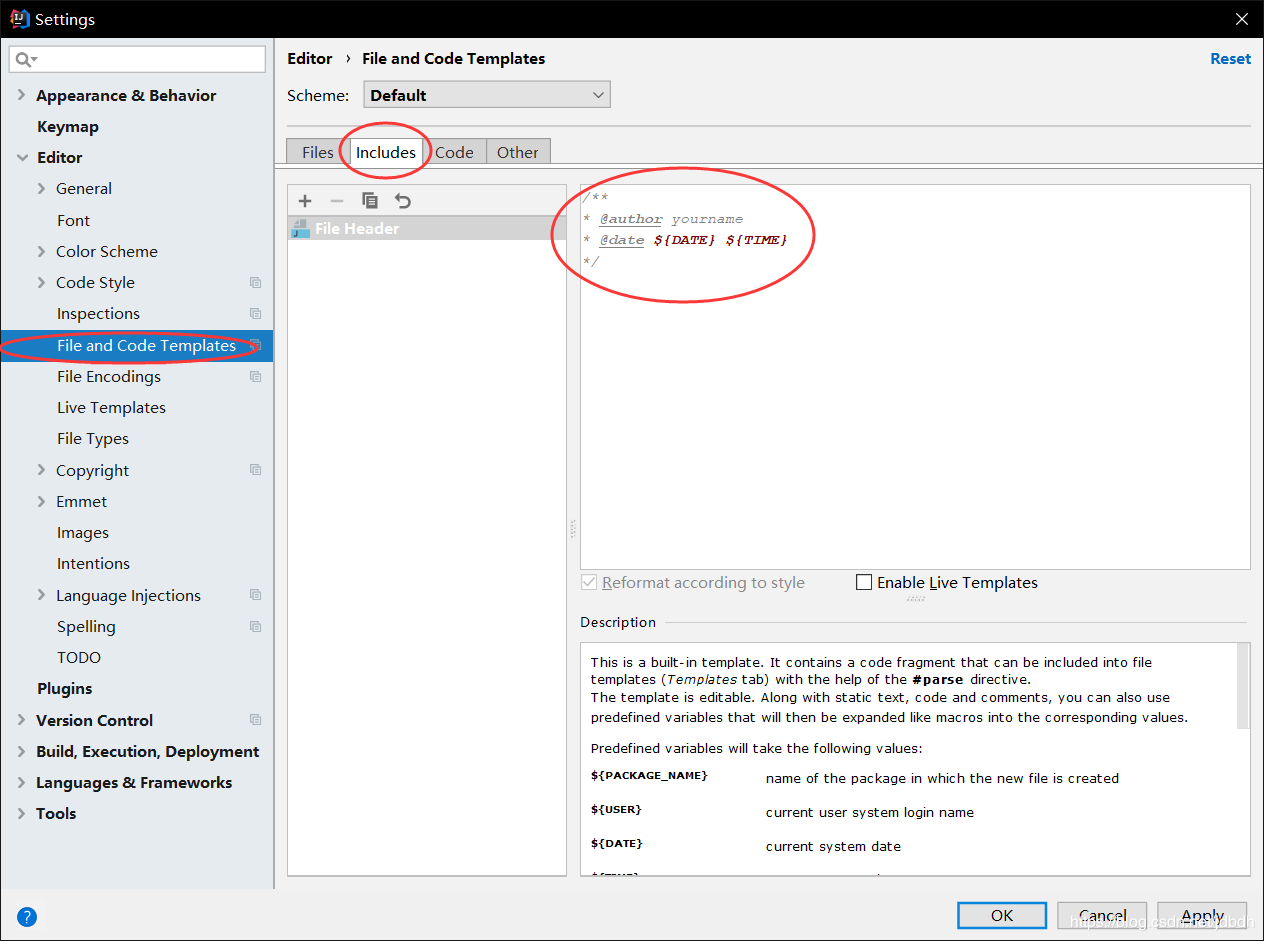 Settings
Appearance & Behavior
Keymap
Editor
General
Font
Color Scheme
Code Style
Inspections
File and Code Templates
File Encodings
Live Templates
File Types
Copyright
Emmet
Images
Intentions
Language Injections
Spelling
TODO
Plugins
Version Control
Build, Execution, Deployment
Languages & Frameworks
Tools
Editor › File and Code Templates
Reset
Scheme: Default
Files Includes Code Other
File Header
/**
* @author yourname
* @date ${DATE} ${TIME}
*/
Reformat according to style
Enable Live Templates
Description
This is a built-in template. It contains a code fragment that can be included into file
templates (Templates tab) with the help of the #parse directive.
The template is editable. Along with static text, code and comments, you can also use
predefined variables that will then be expanded like macros into the corresponding values.
Predefined variables will take the following values:
${PACKAGE_NAME} name of the package in which the new file is created
${USER} current user system login name
${DATE} current system date
?
OK Cancel Apply